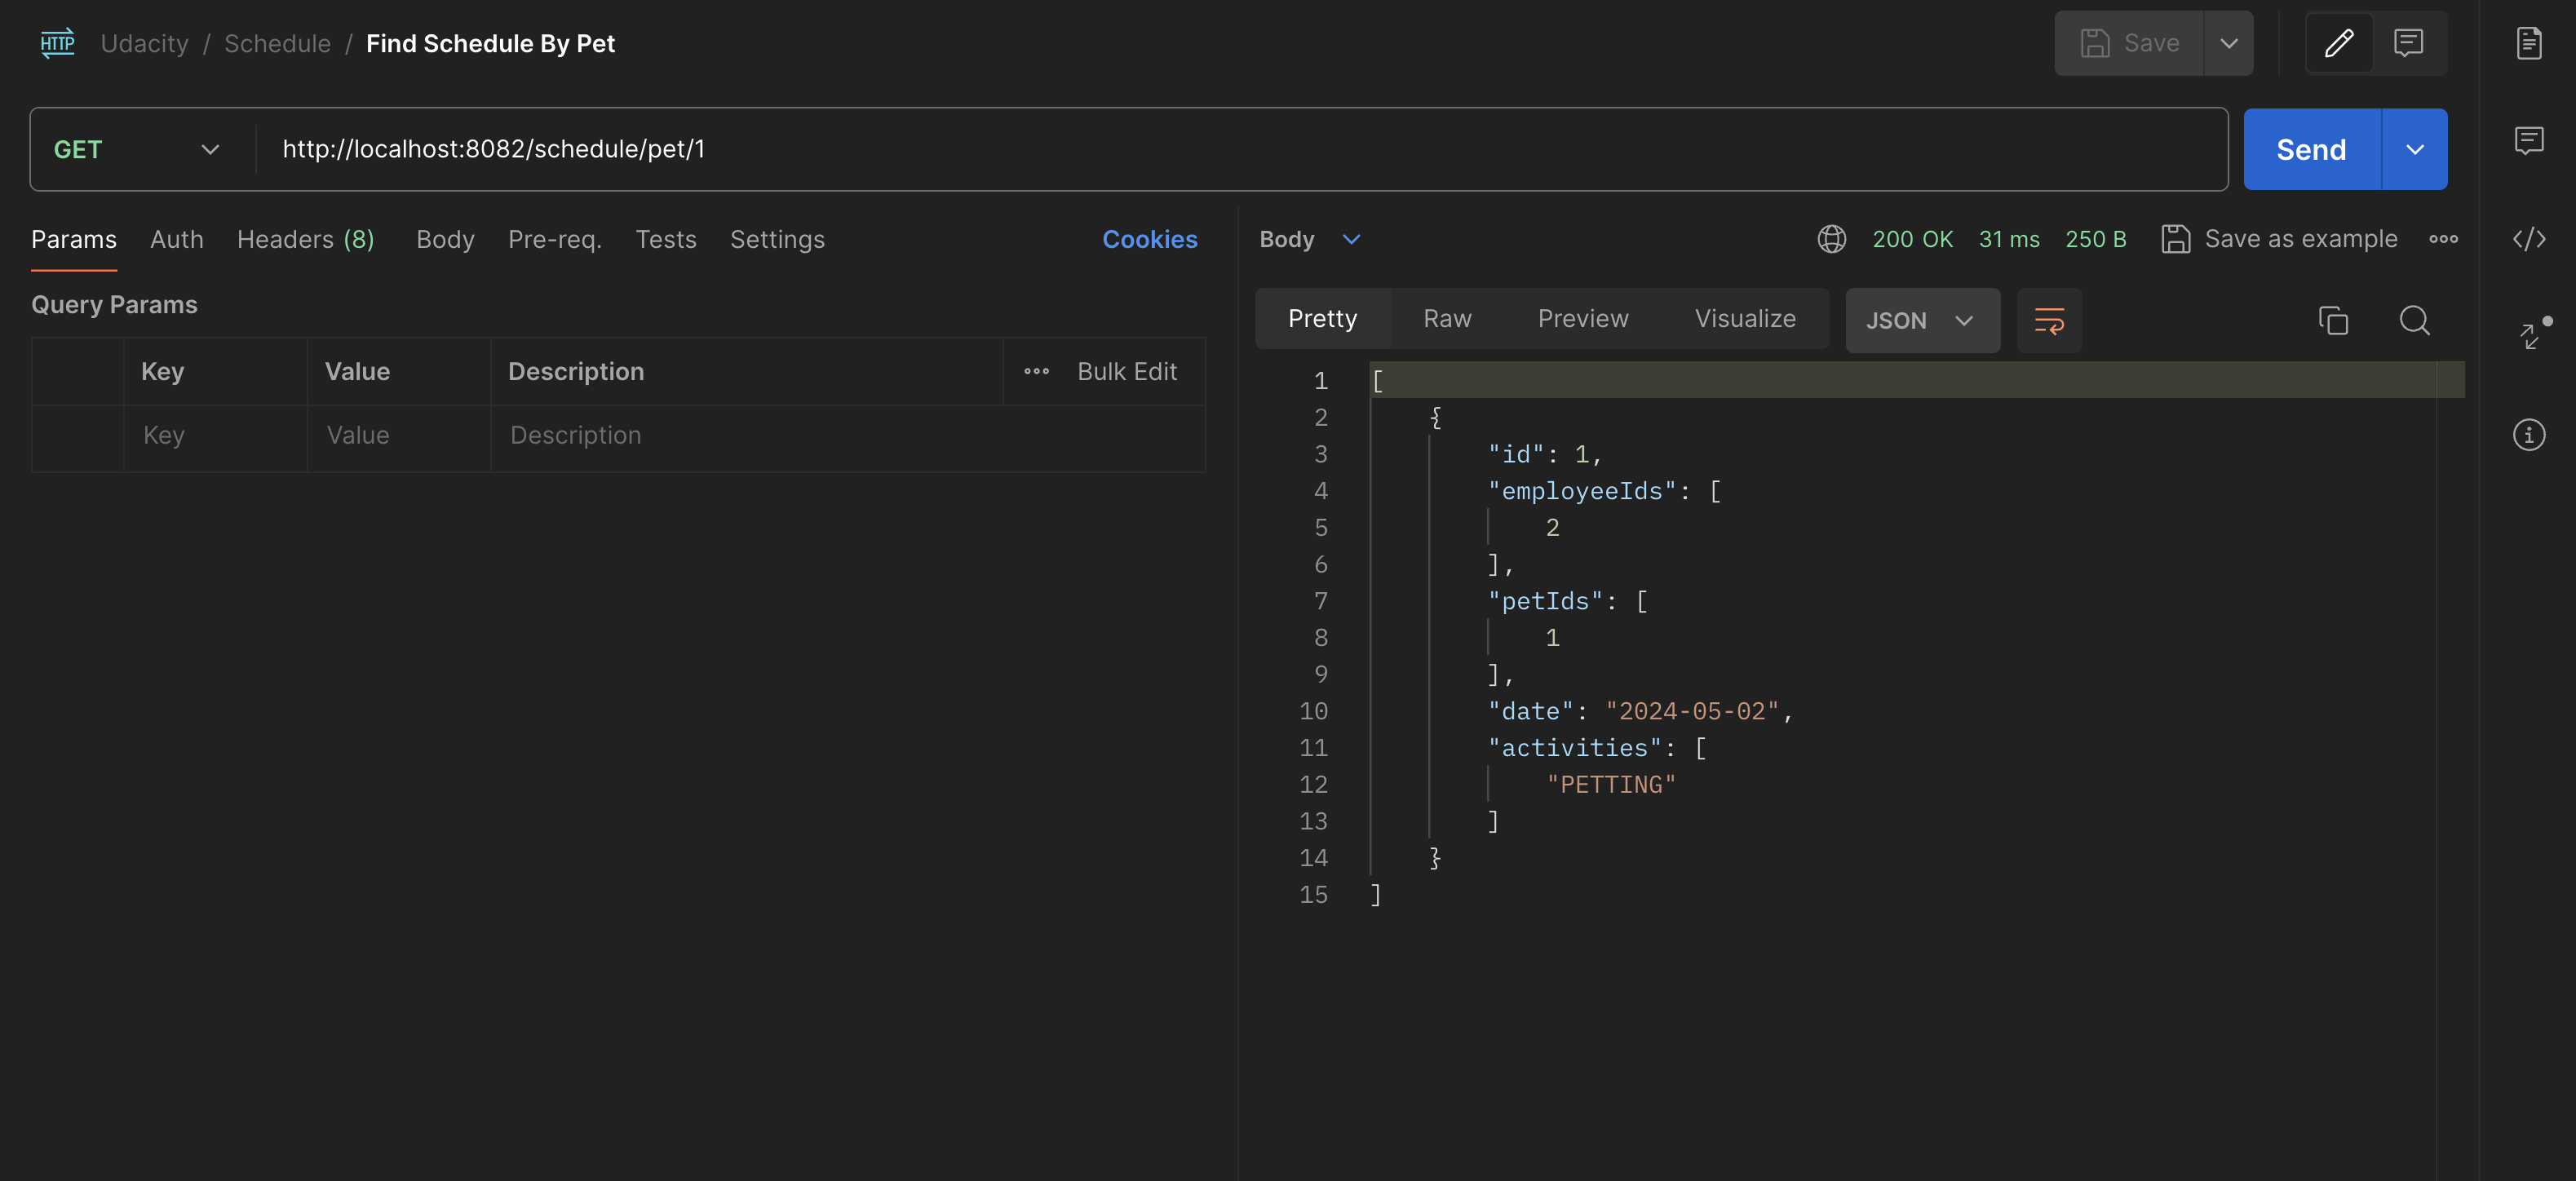 HTTP Udacity / Schedule / Find Schedule By Pet
Save
GET http://localhost:8082/schedule/pet/1
Send
Params Auth Headers (8) Body Pre-req. Tests Settings Cookies
Query Params
Key Value Description Bulk Edit
Key Value Description
Body 200 OK 31 ms 250 B Save as example
Pretty Raw Preview Visualize JSON
1 [
2 {
3 "id": 1,
4 "employeeIds": [
5 2
6 ],
7 "petIds": [
8 1
9 ],
10 "date": "2024-05-02",
11 "activities": [
12 "PETTING"
13 ]
14 }
15 ]